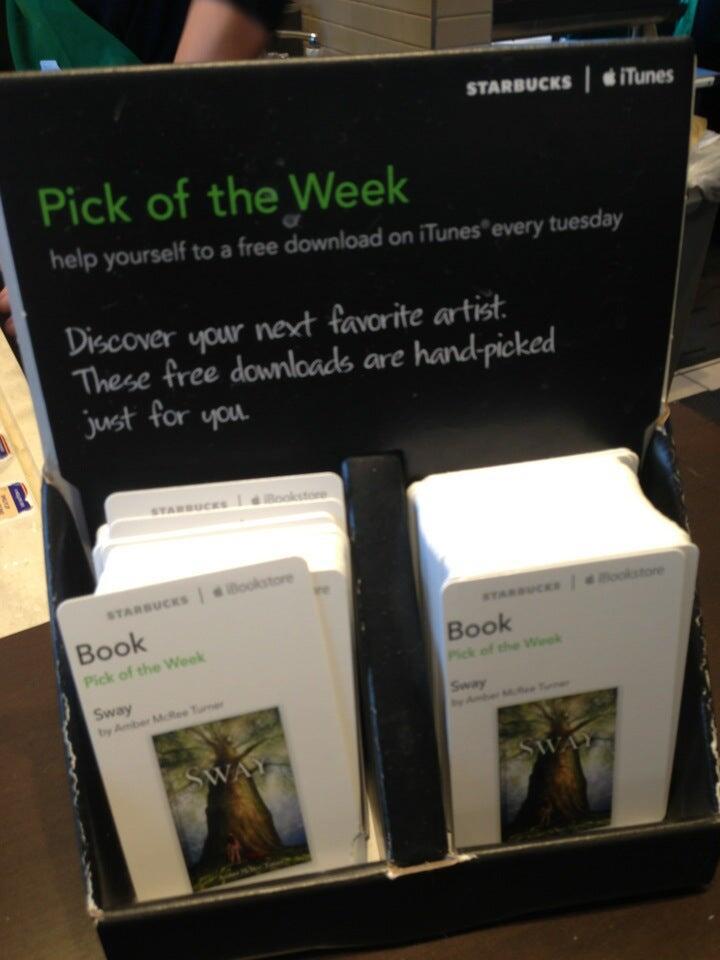 STARBUCKS | iTunes
Pick of the Week
help yourself to a free download on iTunes® every tuesday
Discover your next favorite artist.
These free downloads are hand-picked
just for you.
STARBUCKS | iBookstore
STARBUCKS | iBookstore
Book
Pick of the Week
Sway
by Amber McRee Turner
SWAY
STARBUCKS | iBookstore
Book
Pick of the Week
Sway
by Amber McRee Turner
SWAY